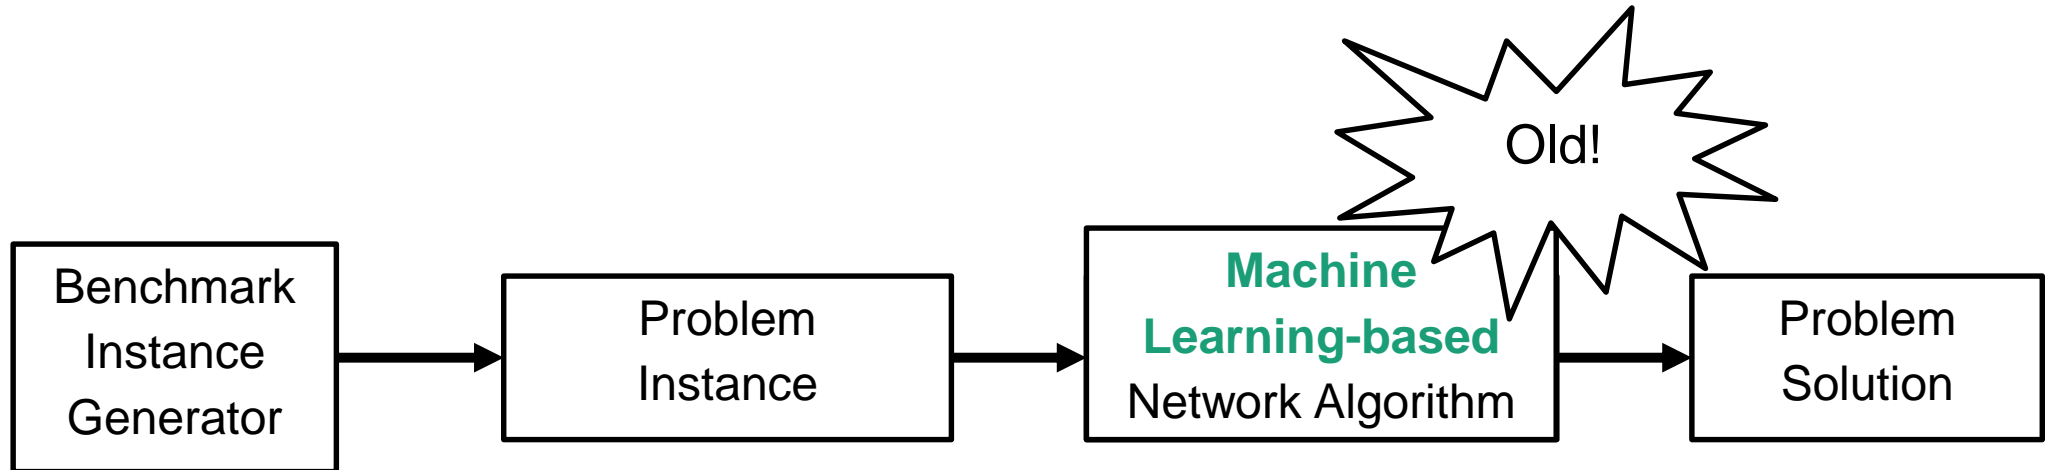 Old!
Benchmark
Instance
Generator
Problem
Instance
Machine
Learning-based
Network Algorithm
Problem
Solution